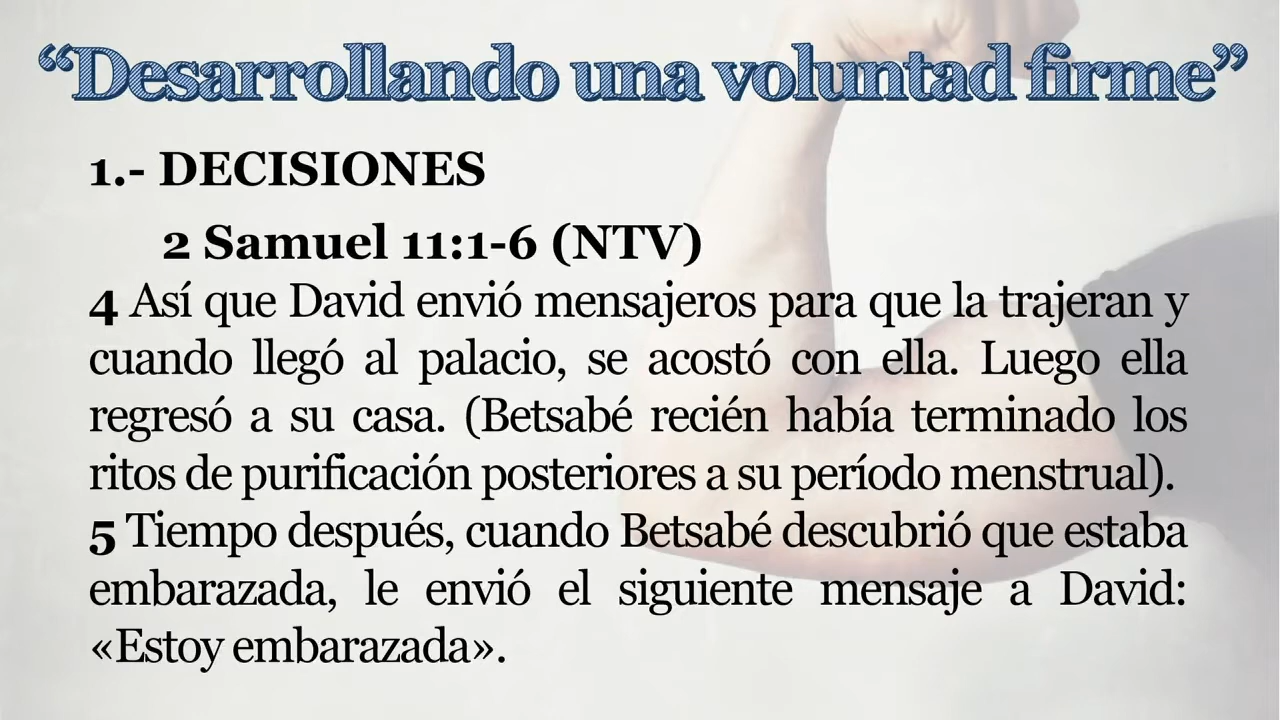 “Desarrollando una voluntad firme”
1.- DECISIONES
2 Samuel 11:1-6 (NTV)
4 Así que David envió mensajeros para que la trajeran y
cuando llegó al palacio, se acostó con ella. Luego ella
regresó a su casa. (Betsabé recién había terminado los
ritos de purificación posteriores a su período menstrual).
5 Tiempo después, cuando Betsabé descubrió que estaba
embarazada, le envió el siguiente mensaje a David:
«Estoy embarazada».